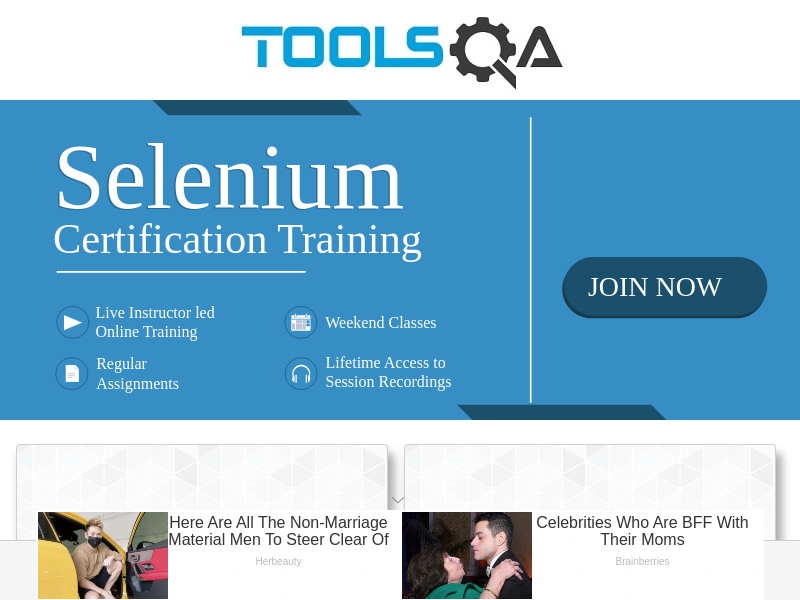 TOOLSQA
Selenium
Certification Training
JOIN NOW
Live Instructor led
Online Training
Weekend Classes
Regular
Assignments
Lifetime Access to
Session Recordings
Here Are All The Non-Marriage
Material Men To Steer Clear Of
Herbeauty
Celebrities Who Are BFF With
Their Moms
Brainberries